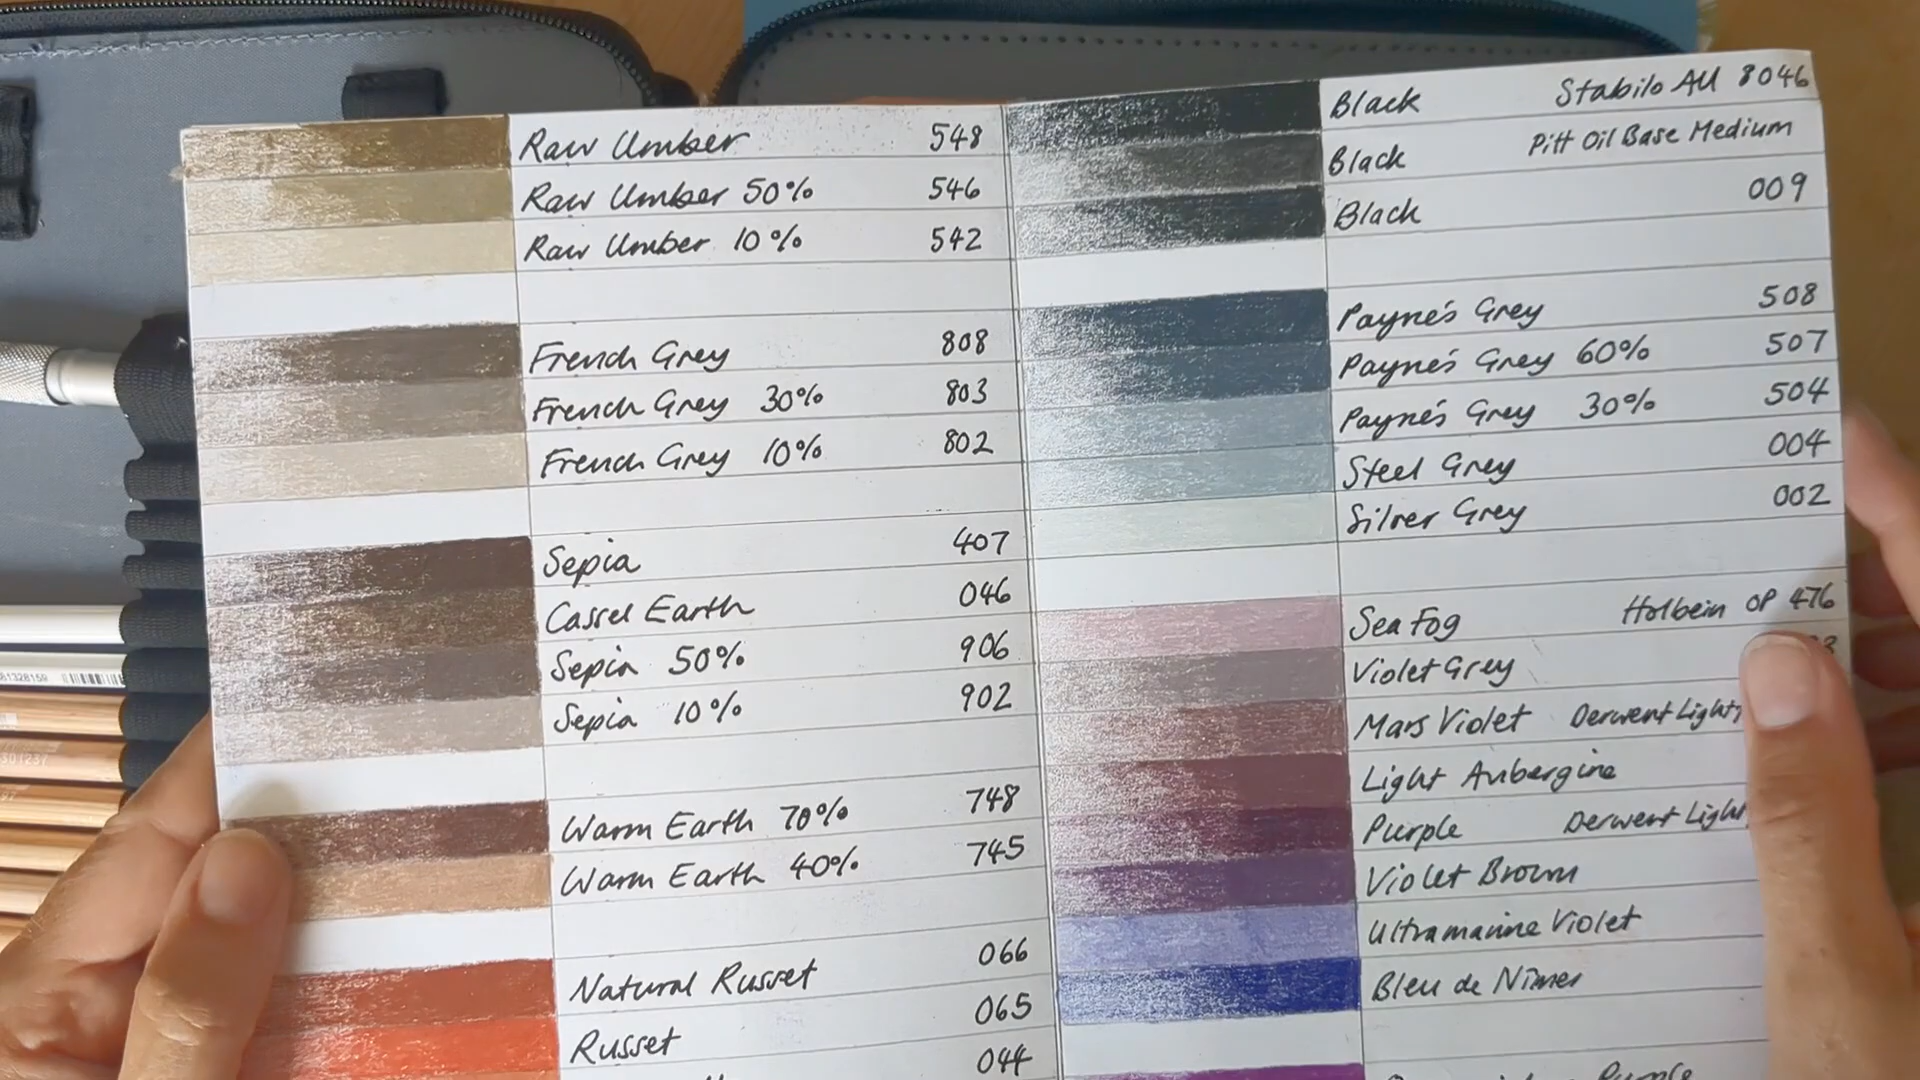 Raw Umber 548
Raw Umber 50% 546
Raw Umber 10% 542
French Grey 808
French Grey 30% 803
French Grey 10% 802
Sepia 407
Cassel Earth 046
Sepia 50% 906
Sepia 10% 902
Warm Earth 70% 748
Warm Earth 40% 745
Natural Russet 066
Russet 065
044
Black Stabilo All 8046
Black Pitt Oil Base Medium
Black 009
Payne's Grey 508
Payne's Grey 60% 507
Payne's Grey 30% 504
Steel Grey 004
Silver Grey 002
Sea Fog Holbein OP 476
Violet Grey
Mars Violet Derwent Light
Light Aubergine
Purple Derwent Light
Violet Brown
Ultramarine Violet
Bleu de Nimes
Purple